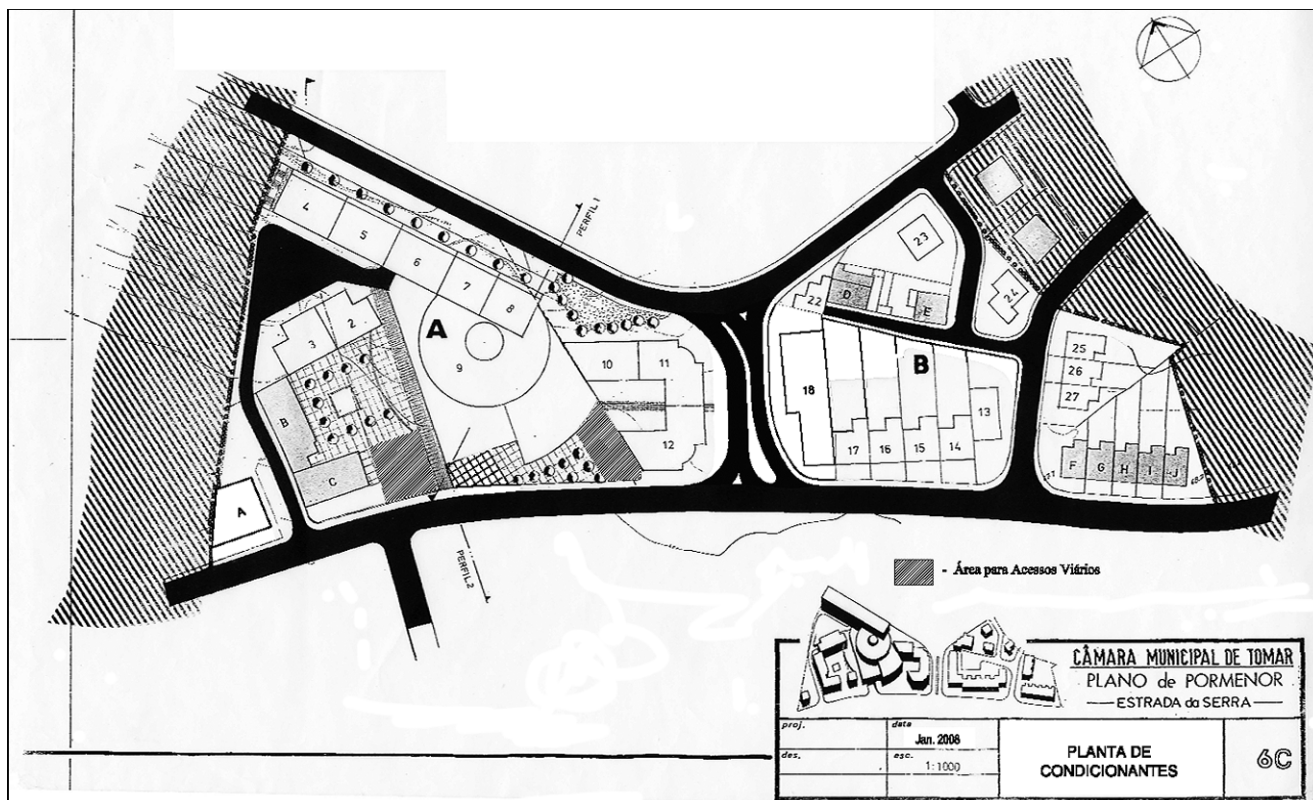 PERFIL 1
4
5
6
7
8
A
9
2
3
B
C
A
10
11
12
PERFIL 2
23
22
D
E
24
B
18
17
16
15
14
13
25
26
27
F
G
H
I
J
- Área para Acessos Viários
CÂMARA MUNICIPAL DE TOMAR
PLANO de PORMENOR
ESTRADA da SERRA
proj.
data
Jan. 2008
des.
esc.
1:1000
PLANTA DE
CONDICIONANTES
6C